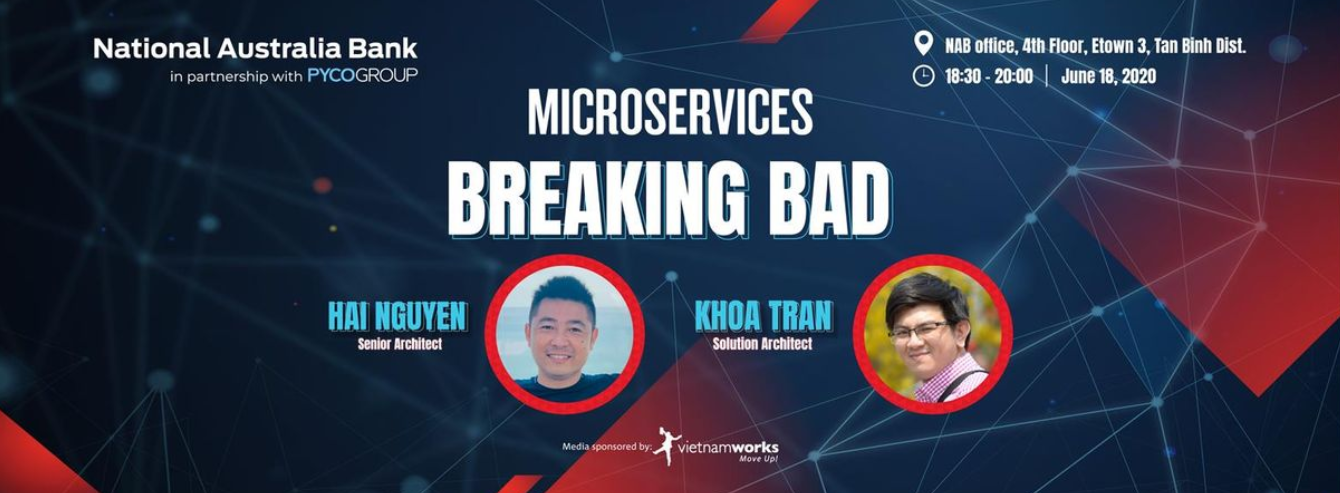 National Australia Bank
in partnership with PYCOGROUP
NAB office, 4th Floor, Etown 3, Tan Binh Dist.
18:30 - 20:00 | June 18, 2020
MICROSERVICES
BREAKING BAD
HAI NGUYEN
Senior Architect
KHOA TRAN
Solution Architect
Media sponsored by: vietnamworks
Move Up!